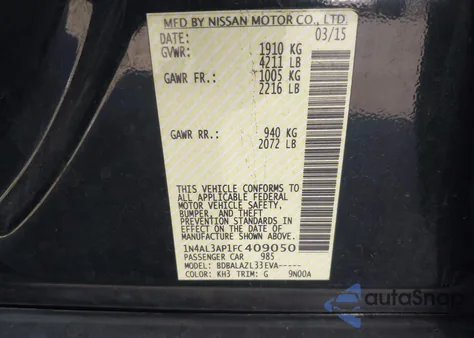 MFD BY NISSAN MOTOR CO., LTD.
DATE: 03/15
GVWR: 1910 KG
4211 LB
GAWR FR.: 1005 KG
2216 LB
GAWR RR.: 940 KG
2072 LB
THIS VEHICLE CONFORMS TO
ALL APPLICABLE FEDERAL
MOTOR VEHICLE SAFETY,
BUMPER, AND THEFT
PREVENTION STANDARDS IN
EFFECT ON THE DATE OF
MANUFACTURE SHOWN ABOVE.
1N4AL3AP1FC409050
PASSENGER CAR 985
MODEL: BDBALAZL33EVA-----
COLOR: KH3 TRIM: G 9N00A
autoSnap